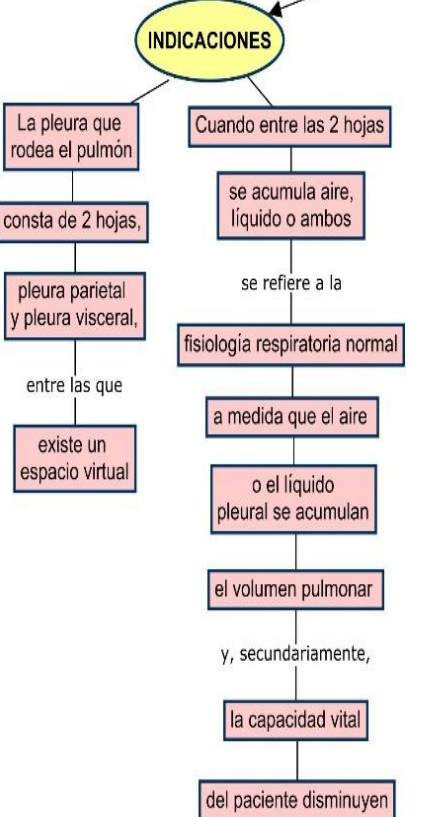 INDICACIONES
La pleura que
rodea el pulmón
consta de 2 hojas,
pleura parietal
y pleura visceral,
entre las que
existe un
espacio virtual
Cuando entre las 2 hojas
se acumula aire,
líquido o ambos
se refiere a la
fisiología respiratoria normal
a medida que el aire
o el líquido
pleural se acumulan
el volumen pulmonar
y, secundariamente,
la capacidad vital
del paciente disminuyen